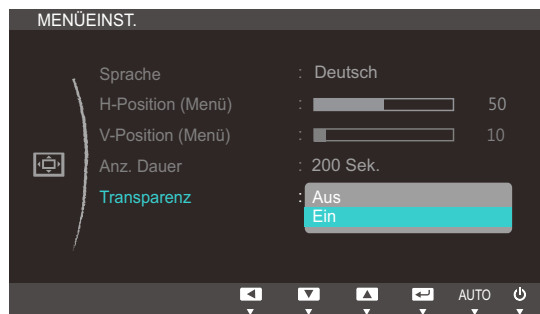 MENÜEINST.
Sprache : Deutsch
H-Position (Menü) : 50
V-Position (Menü) : 10
Anz. Dauer : 200 Sek.
Transparenz : Aus
Ein
AUTO